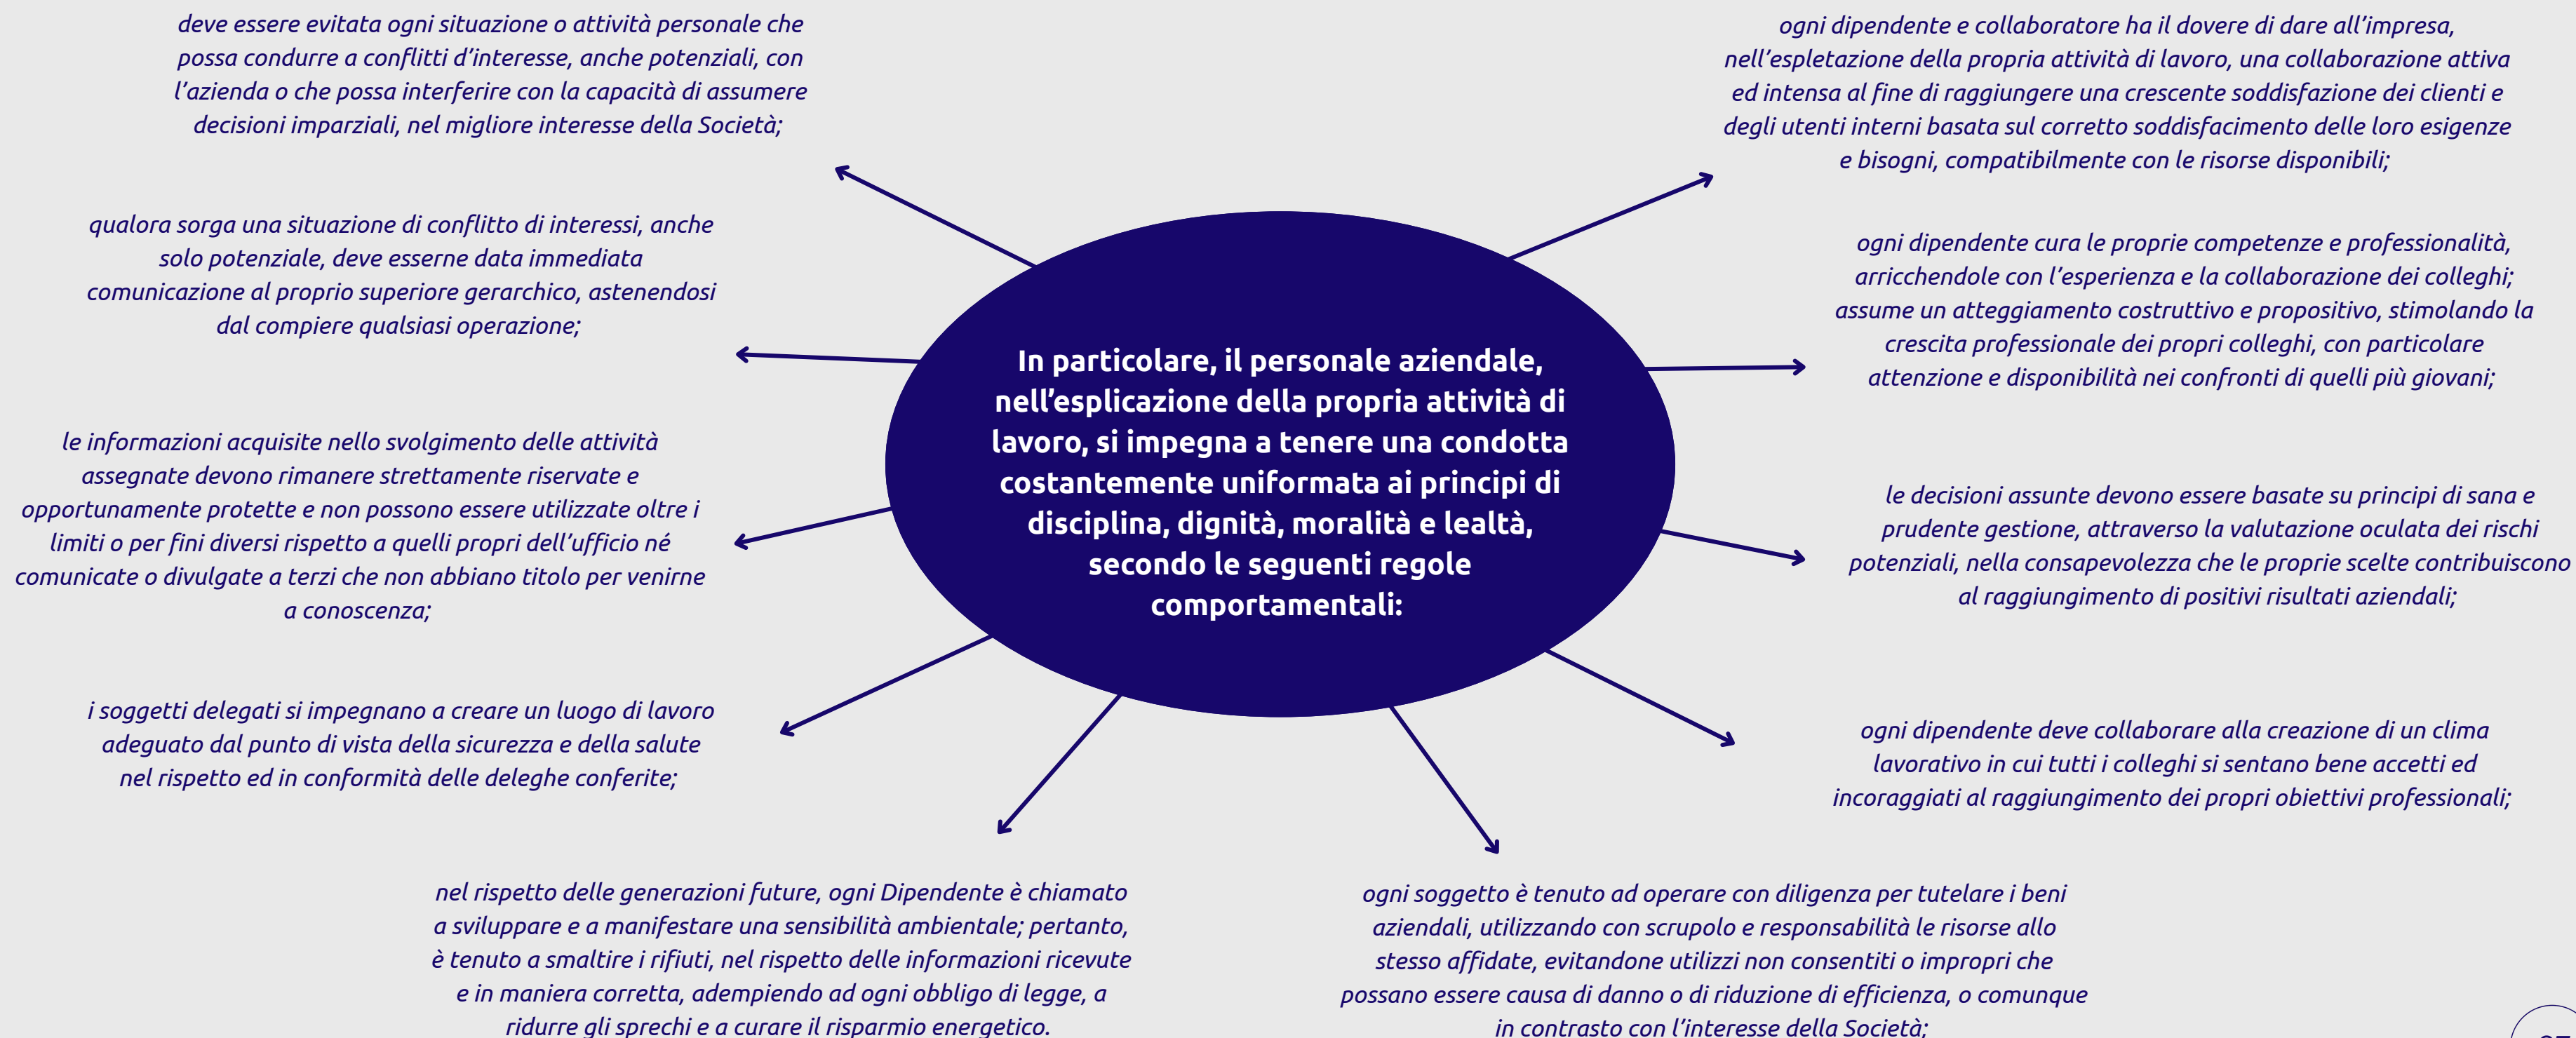 deve essere evitata ogni situazione o attività personale che
possa condurre a conflitti d’interesse, anche potenziali, con
l’azienda o che possa interferire con la capacità di assumere
decisioni imparziali, nel migliore interesse della Società;
qualora sorga una situazione di conflitto di interessi, anche
solo potenziale, deve esserne data immediata
comunicazione al proprio superiore gerarchico, astenendosi
dal compiere qualsiasi operazione;
le informazioni acquisite nello svolgimento delle attività
assegnate devono rimanere strettamente riservate e
opportunamente protette e non possono essere utilizzate oltre i
limiti o per fini diversi rispetto a quelli propri dell’ufficio né
comunicate o divulgate a terzi che non abbiano titolo per venirne
a conoscenza;
i soggetti delegati si impegnano a creare un luogo di lavoro
adeguato dal punto di vista della sicurezza e della salute
nel rispetto ed in conformità delle deleghe conferite;
nel rispetto delle generazioni future, ogni Dipendente è chiamato
a sviluppare e a manifestare una sensibilità ambientale; pertanto,
è tenuto a smaltire i rifiuti, nel rispetto delle informazioni ricevute
e in maniera corretta, adempiendo ad ogni obbligo di legge, a
ridurre gli sprechi e a curare il risparmio energetico.
In particolare, il personale aziendale,
nell’esplicazione della propria attività di
lavoro, si impegna a tenere una condotta
costantemente uniformata ai principi di
disciplina, dignità, moralità e lealtà,
secondo le seguenti regole
comportamentali:
ogni dipendente e collaboratore ha il dovere di dare all’impresa,
nell’espletazione della propria attività di lavoro, una collaborazione attiva
ed intensa al fine di raggiungere una crescente soddisfazione dei clienti e
degli utenti interni basata sul corretto soddisfacimento delle loro esigenze
e bisogni, compatibilmente con le risorse disponibili;
ogni dipendente cura le proprie competenze e professionalità,
arricchendole con l’esperienza e la collaborazione dei colleghi;
assume un atteggiamento costruttivo e propositivo, stimolando la
crescita professionale dei propri colleghi, con particolare
attenzione e disponibilità nei confronti di quelli più giovani;
le decisioni assunte devono essere basate su principi di sana e
prudente gestione, attraverso la valutazione oculata dei rischi
potenziali, nella consapevolezza che le proprie scelte contribuiscono
al raggiungimento di positivi risultati aziendali;
ogni dipendente deve collaborare alla creazione di un clima
lavorativo in cui tutti i colleghi si sentano bene accetti ed
incoraggiati al raggiungimento dei propri obiettivi professionali;
ogni soggetto è tenuto ad operare con diligenza per tutelare i beni
aziendali, utilizzando con scrupolo e responsabilità le risorse allo
stesso affidate, evitandone utilizzi non consentiti o impropri che
possano essere causa di danno o di riduzione di efficienza, o comunque
in contrasto con l’interesse della Società;